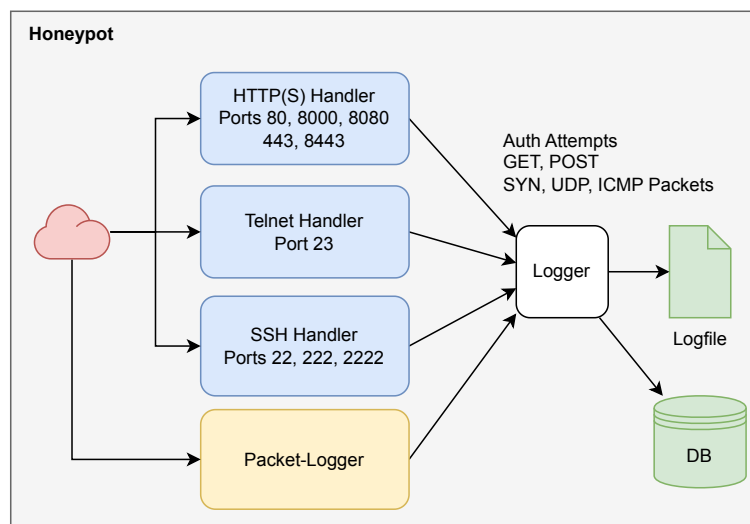 Honeypot
HTTP(S) Handler
Ports 80, 8000, 8080
443, 8443
Auth Attempts
GET, POST
SYN, UDP, ICMP Packets
Telnet Handler
Port 23
Logger
SSH Handler
Ports 22, 222, 2222
Logfile
Packet-Logger
DB